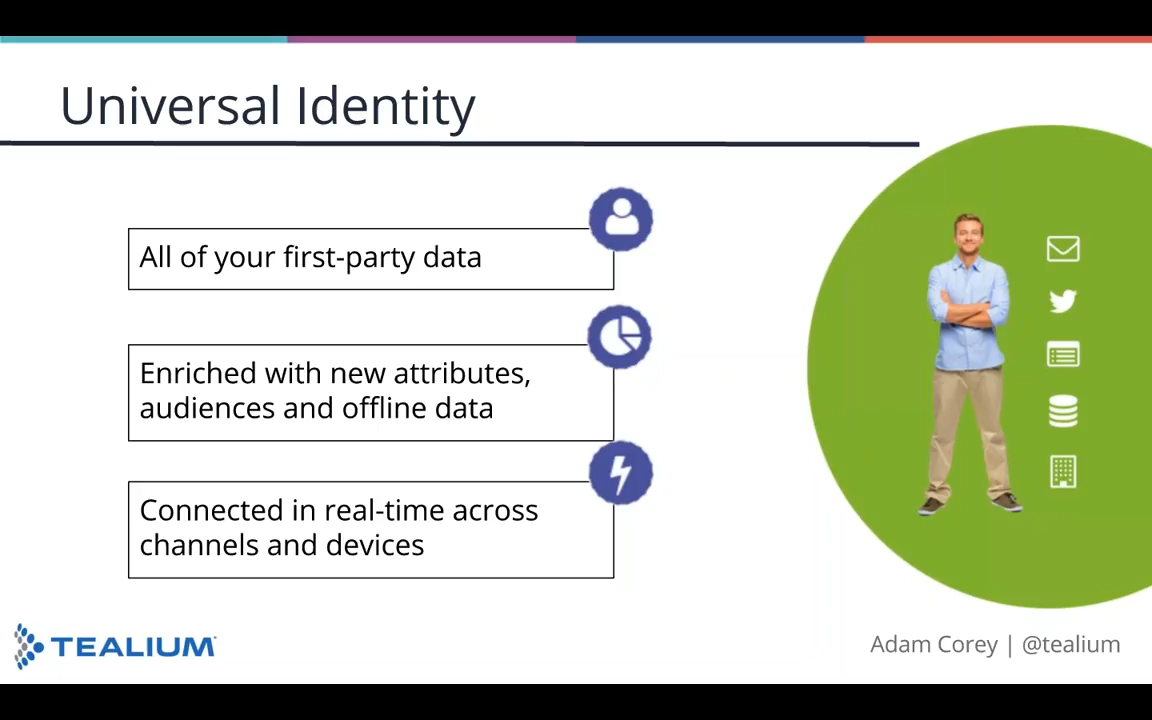 Universal Identity
All of your first-party data
Enriched with new attributes,
audiences and offline data
Connected in real-time across
channels and devices
TEALIUM
Adam Corey | @tealium